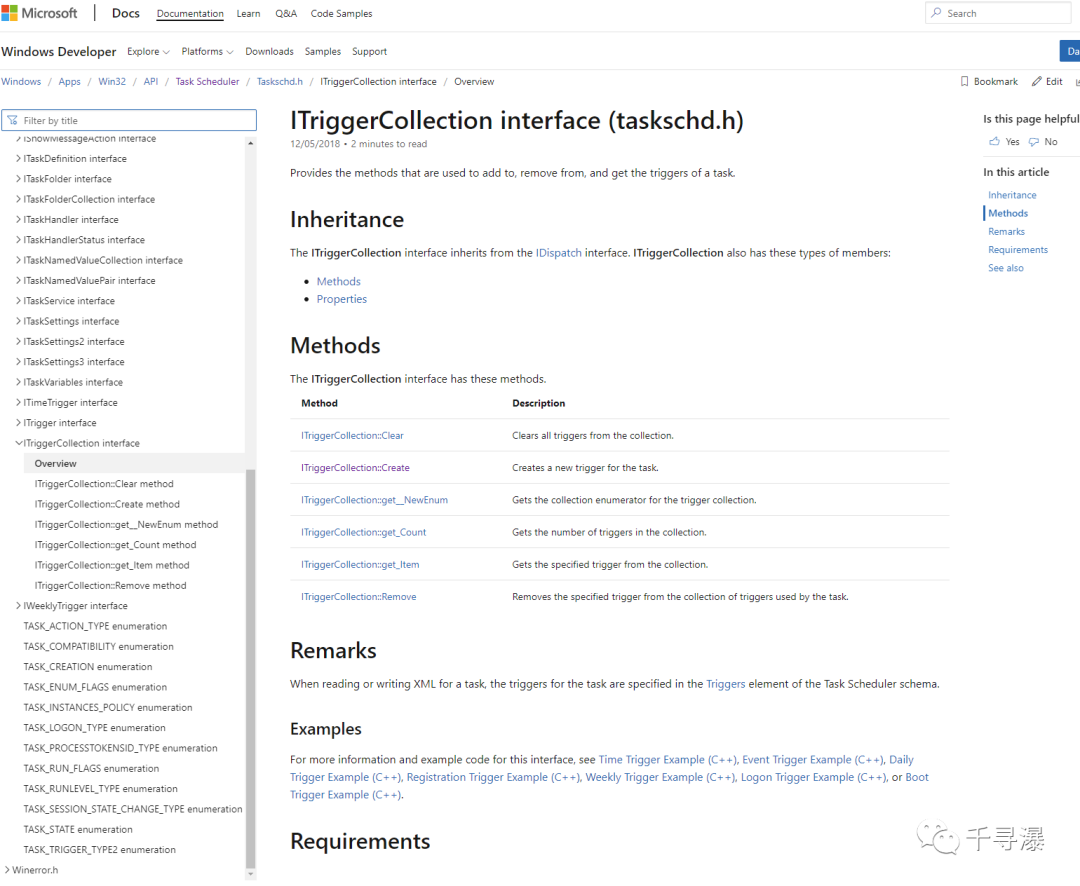 Microsoft Docs Documentation Learn Q&A Code Samples Search
Windows Developer Explore Platforms Downloads Samples Support Da
Windows / Apps / Win32 / API / Task Scheduler / Taskschd.h / ITriggerCollection interface / Overview Bookmark Edit
Filter by title
IShowMessageAction interface
ITaskDefinition interface
ITaskFolder interface
ITaskFolderCollection interface
ITaskHandler interface
ITaskHandlerStatus interface
ITaskNamedValueCollection interface
ITaskNamedValuePair interface
ITaskService interface
ITaskSettings interface
ITaskSettings2 interface
ITaskSettings3 interface
ITaskVariables interface
ITimeTrigger interface
ITrigger interface
ITriggerCollection interface
Overview
ITriggerCollection::Clear method
ITriggerCollection::Create method
ITriggerCollection::get__NewEnum method
ITriggerCollection::get_Count method
ITriggerCollection::get_Item method
ITriggerCollection::Remove method
IWeeklyTrigger interface
TASK_ACTION_TYPE enumeration
TASK_COMPATIBILITY enumeration
TASK_CREATION enumeration
TASK_ENUM_FLAGS enumeration
TASK_INSTANCES_POLICY enumeration
TASK_LOGON_TYPE enumeration
TASK_PROCESSTOKENSID_TYPE enumeration
TASK_RUN_FLAGS enumeration
TASK_RUNLEVEL_TYPE enumeration
TASK_SESSION_STATE_CHANGE_TYPE enumeration
TASK_STATE enumeration
TASK_TRIGGER_TYPE2 enumeration
Winerror.h
ITriggerCollection interface (taskschd.h)
12/05/2018 • 2 minutes to read
Provides the methods that are used to add to, remove from, and get the triggers of a task.
Inheritance
The ITriggerCollection interface inherits from the IDispatch interface. ITriggerCollection also has these types of members:
• Methods
• Properties
Methods
The ITriggerCollection interface has these methods.
Method Description
ITriggerCollection::Clear Clears all triggers from the collection.
ITriggerCollection::Create Creates a new trigger for the task.
ITriggerCollection::get__NewEnum Gets the collection enumerator for the trigger collection.
ITriggerCollection::get_Count Gets the number of triggers in the collection.
ITriggerCollection::get_Item Gets the specified trigger from the collection.
ITriggerCollection::Remove Removes the specified trigger from the collection of triggers used by the task.
Remarks
When reading or writing XML for a task, the triggers for the task are specified in the Triggers element of the Task Scheduler schema.
Examples
For more information and example code for this interface, see Time Trigger Example (C++), Event Trigger Example (C++), Daily
Trigger Example (C++), Registration Trigger Example (C++), Weekly Trigger Example (C++), Logon Trigger Example (C++), or Boot
Trigger Example (C++).
Requirements
Is this page helpful
Yes No
In this article
Inheritance
Methods
Remarks
Requirements
See also
千寻瀑